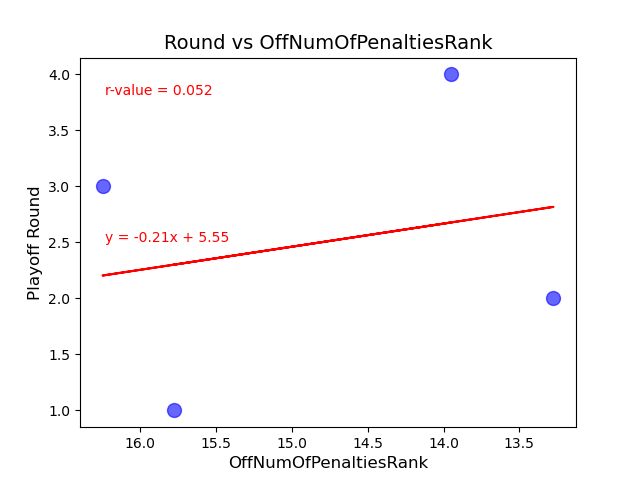 Round vs OffNumOfPenaltiesRank
4.0
r-value = 0.052
3.5
3.0
y = -0.21x + 5.55
2.5
2.0
1.5
1.0
Playoff Round
16.0 15.5 15.0 14.5 14.0 13.5
OffNumOfPenaltiesRank